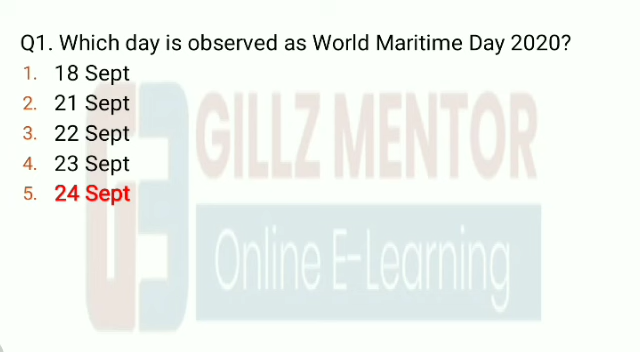 Q1. Which day is observed as World Maritime Day 2020?
1. 18 Sept
2. 21 Sept
3. 22 Sept
4. 23 Sept
5. 24 Sept
GILLZ MENTOR
Online E-Learning